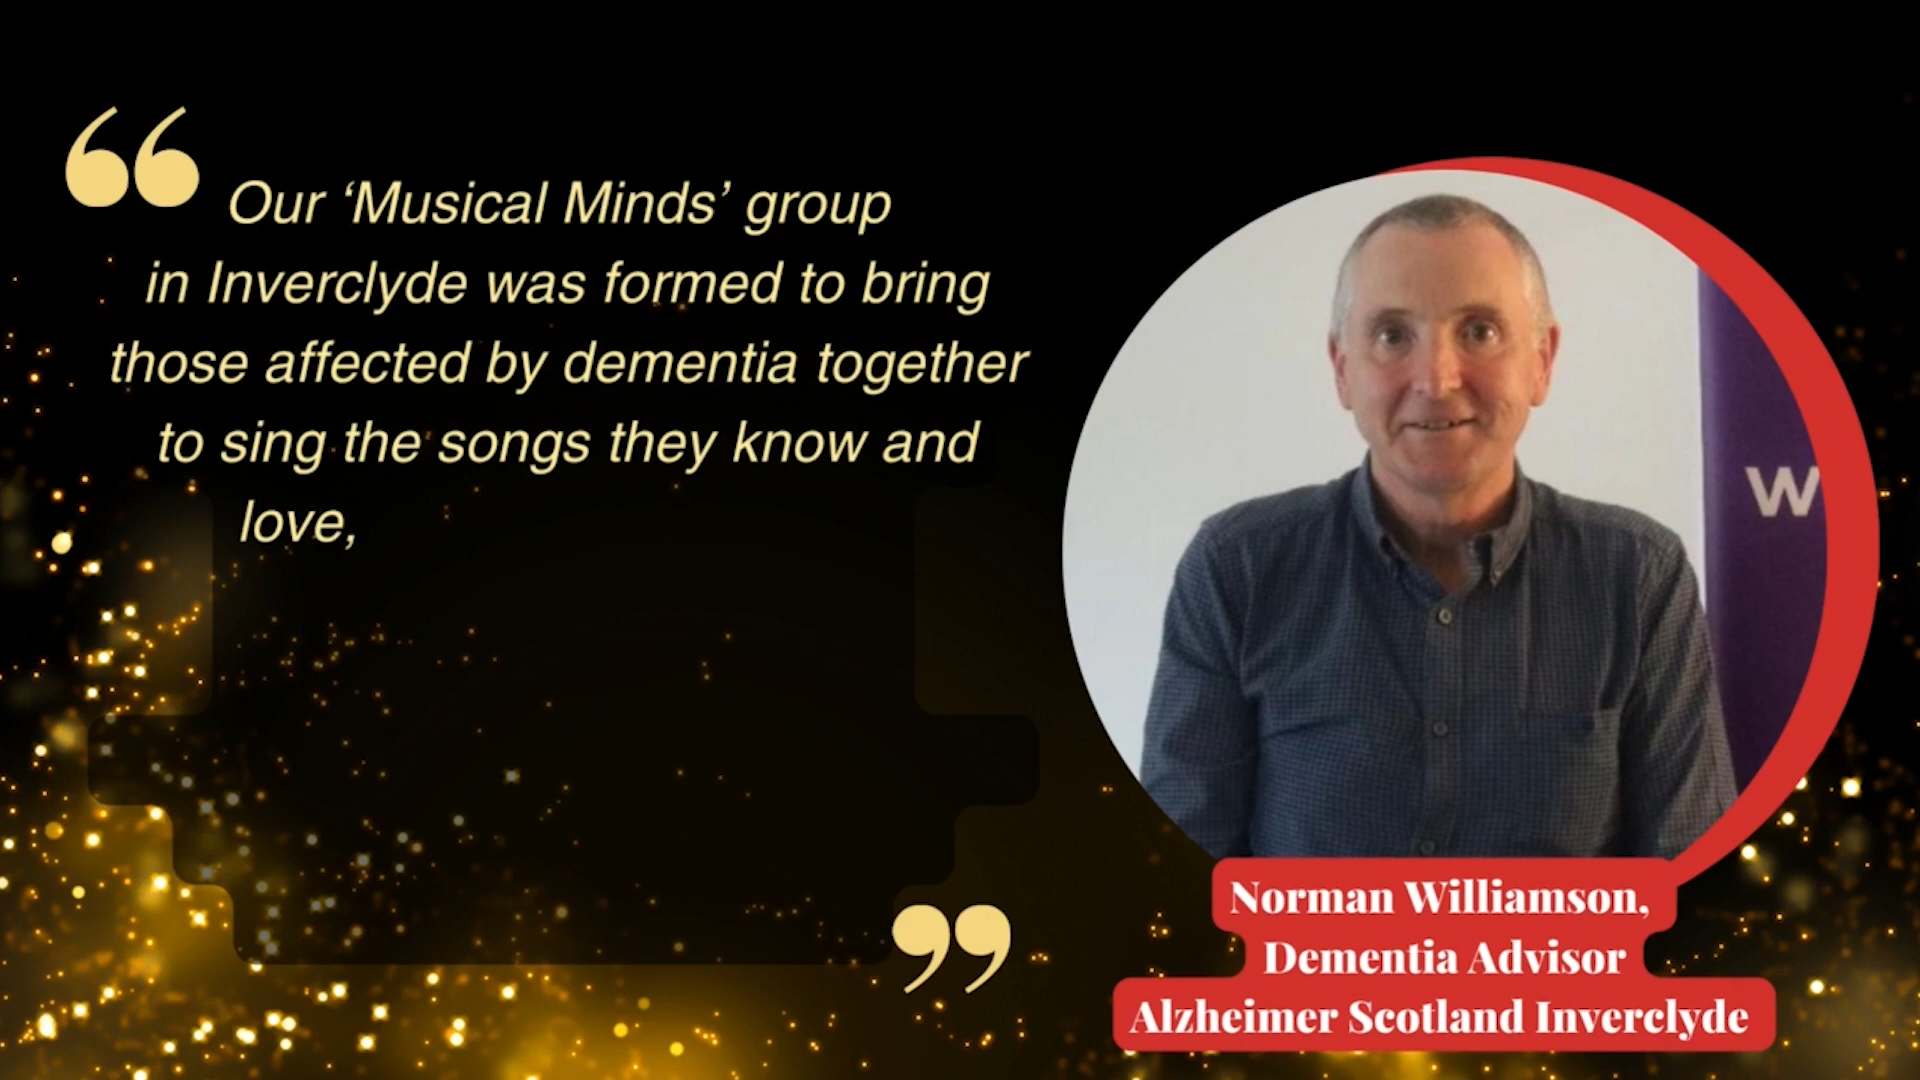 “
Our ‘Musical Minds’ group
in Inverclyde was formed to bring
those affected by dementia together
to sing the songs they know and
love,
”
W
Norman Williamson,
Dementia Advisor
Alzheimer Scotland Inverclyde